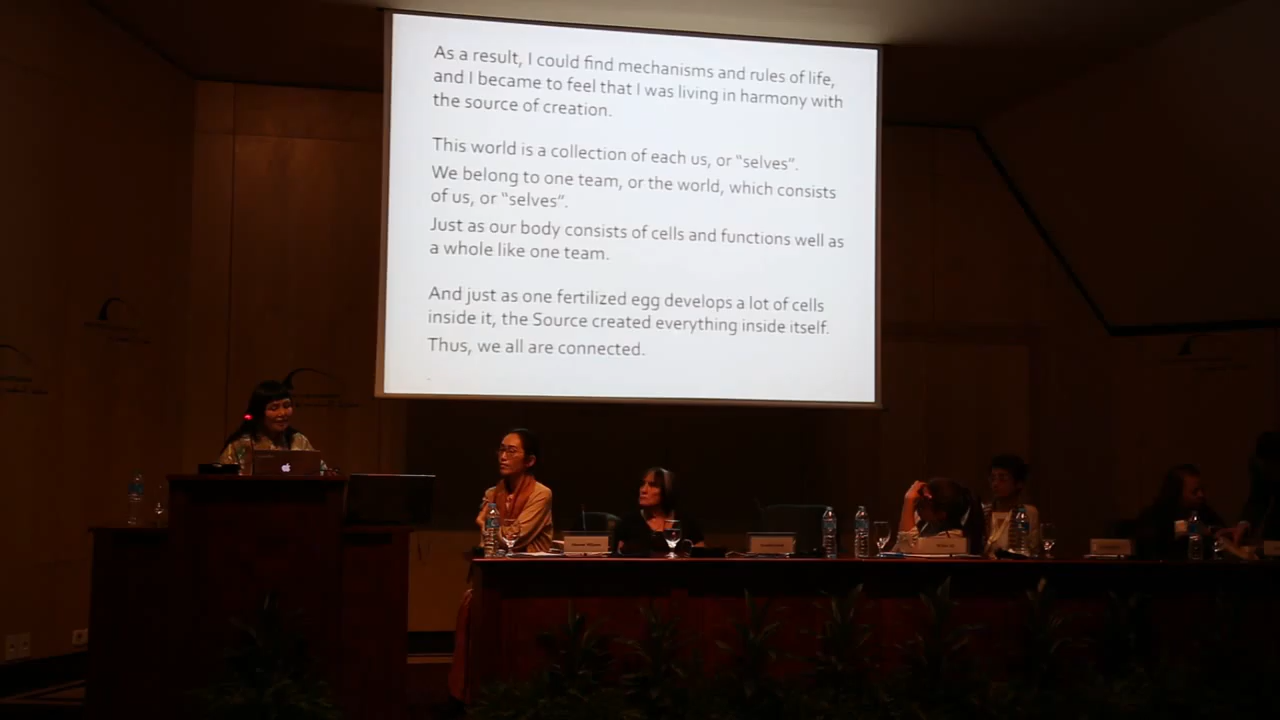 As a result, I could find mechanisms and rules of life,
and I became to feel that I was living in harmony with
the source of creation.
This world is a collection of each us, or “selves”.
We belong to one team, or the world, which consists
of us, or “selves”.
Just as our body consists of cells and functions well as
a whole like one team.
And just as one fertilized egg develops a lot of cells
inside it, the Source created everything inside itself.
Thus, we all are connected.